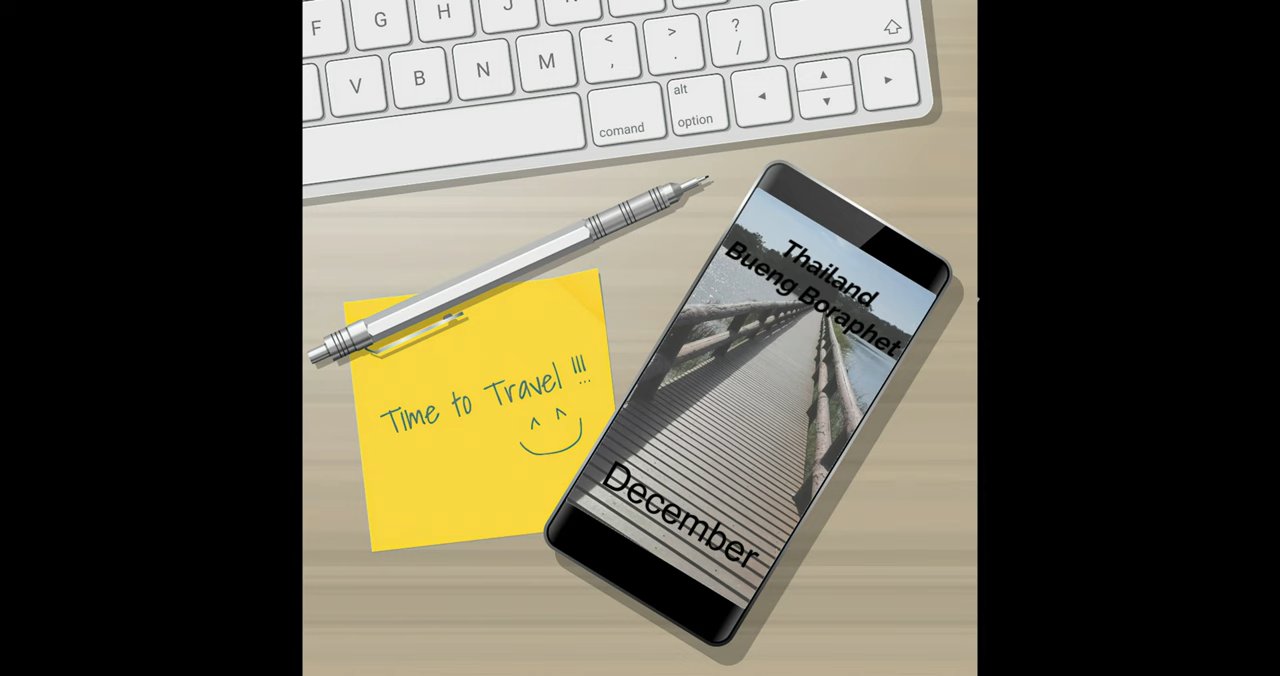 F G H J
V B N M < , > . ? /
comand alt option
Time to Travel !!!
Thailand
Bueng Boraphet
December